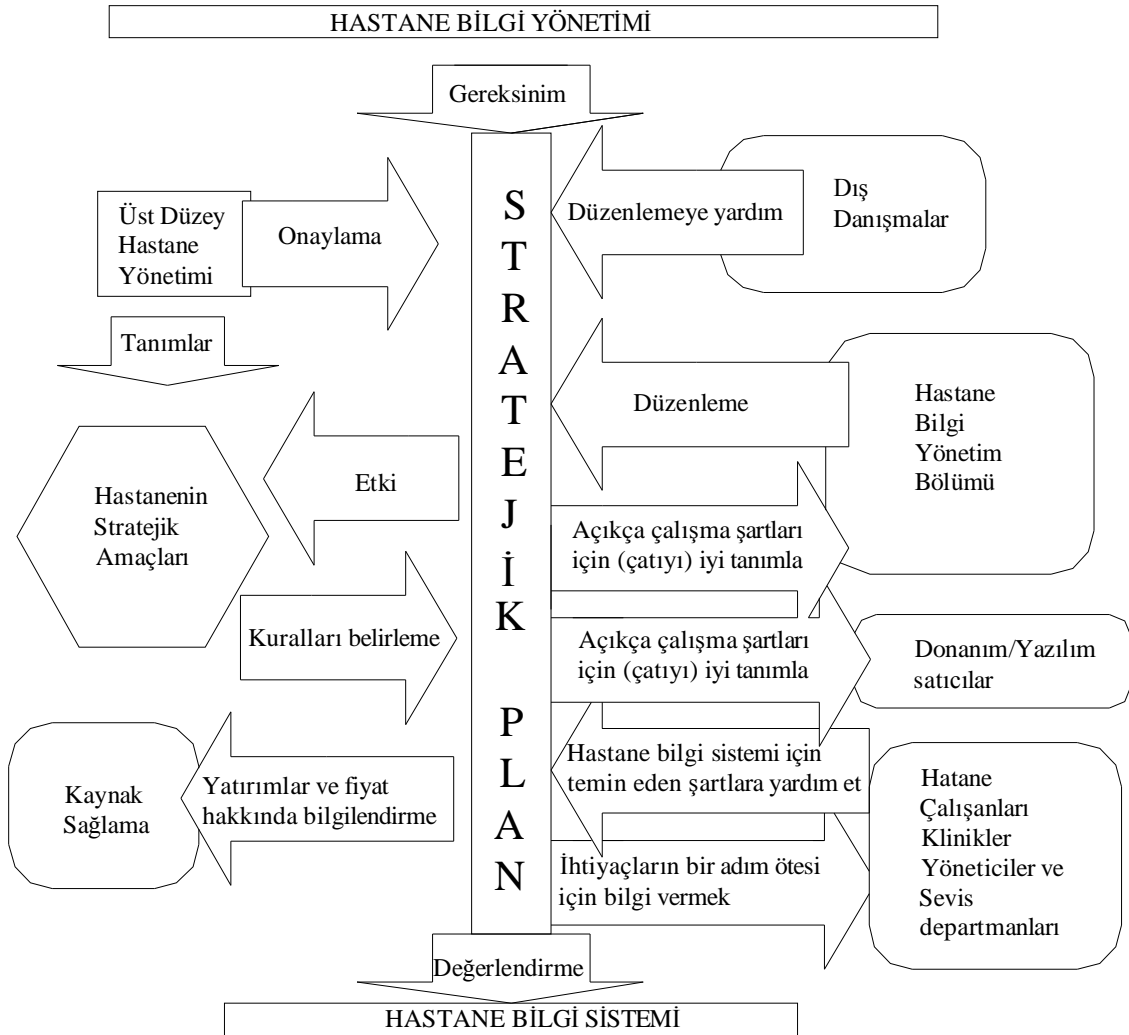 HASTANE BİLGİ YÖNETİMİ
Gereksinim
STRATEJİK PLAN
Üst Düzey
Hastane
Yönetimi
Onaylama
Düzenlemeye yardım
Dış
Danışmalar
Tanımlar
Düzenleme
Hastane
Bilgi
Yönetim
Bölümü
Etki
Hastanenin
Stratejik
Amaçları
Açıkça çalışma şartları
için (çatıyı) iyi tanımla
Kuralları belirleme
Açıkça çalışma şartları
için (çatıyı) iyi tanımla
Donanım/Yazılım
satıcılar
Kaynak
Sağlama
Yatırımlar ve fiyat
hakkında bilgilendirme
Hastane bilgi sistemi için
temin eden şartlara yardım et
Hatane
Çalışanları
Klinikler
Yöneticiler ve
Sevis
departmanları
İhtiyaçların bir adım ötesi
için bilgi vermek
Değerlendirme
HASTANE BİLGİ SİSTEMİ